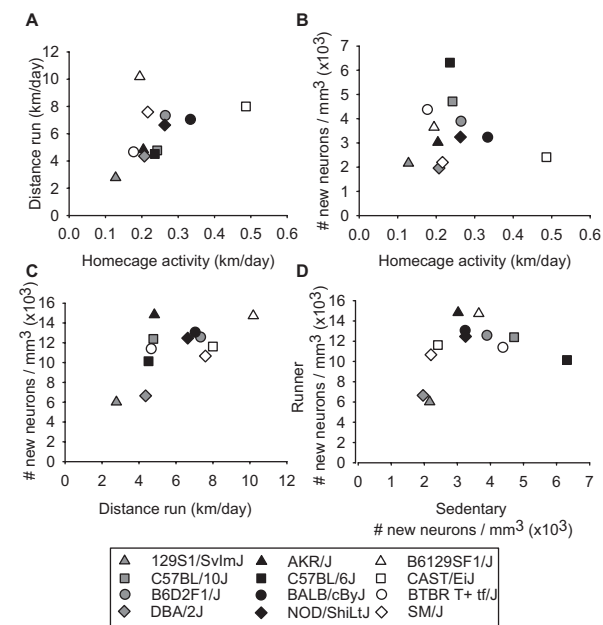 A
Distance run (km/day)
12
10
8
6
4
2
0
0.0 0.1 0.2 0.3 0.4 0.5 0.6
Homecage activity (km/day)
B
# new neurons / mm³ (x10³)
7
6
5
4
3
2
1
0
0.0 0.1 0.2 0.3 0.4 0.5 0.6
Homecage activity (km/day)
C
# new neurons / mm³ (x10³)
16
14
12
10
8
6
4
2
0
0 2 4 6 8 10 12
Distance run (km/day)
D
Runner
# new neurons / mm³ (x10³)
16
14
12
10
8
6
4
2
0
0 1 2 3 4 5 6 7
Sedentary
# new neurons / mm³ (x10³)
129S1/SvImJ AKR/J B6129SF1/J
C57BL/10J C57BL/6J CAST/EiJ
B6D2F1/J BALB/cByJ BTBR T+ tf/J
DBA/2J NOD/ShiLtJ SM/J